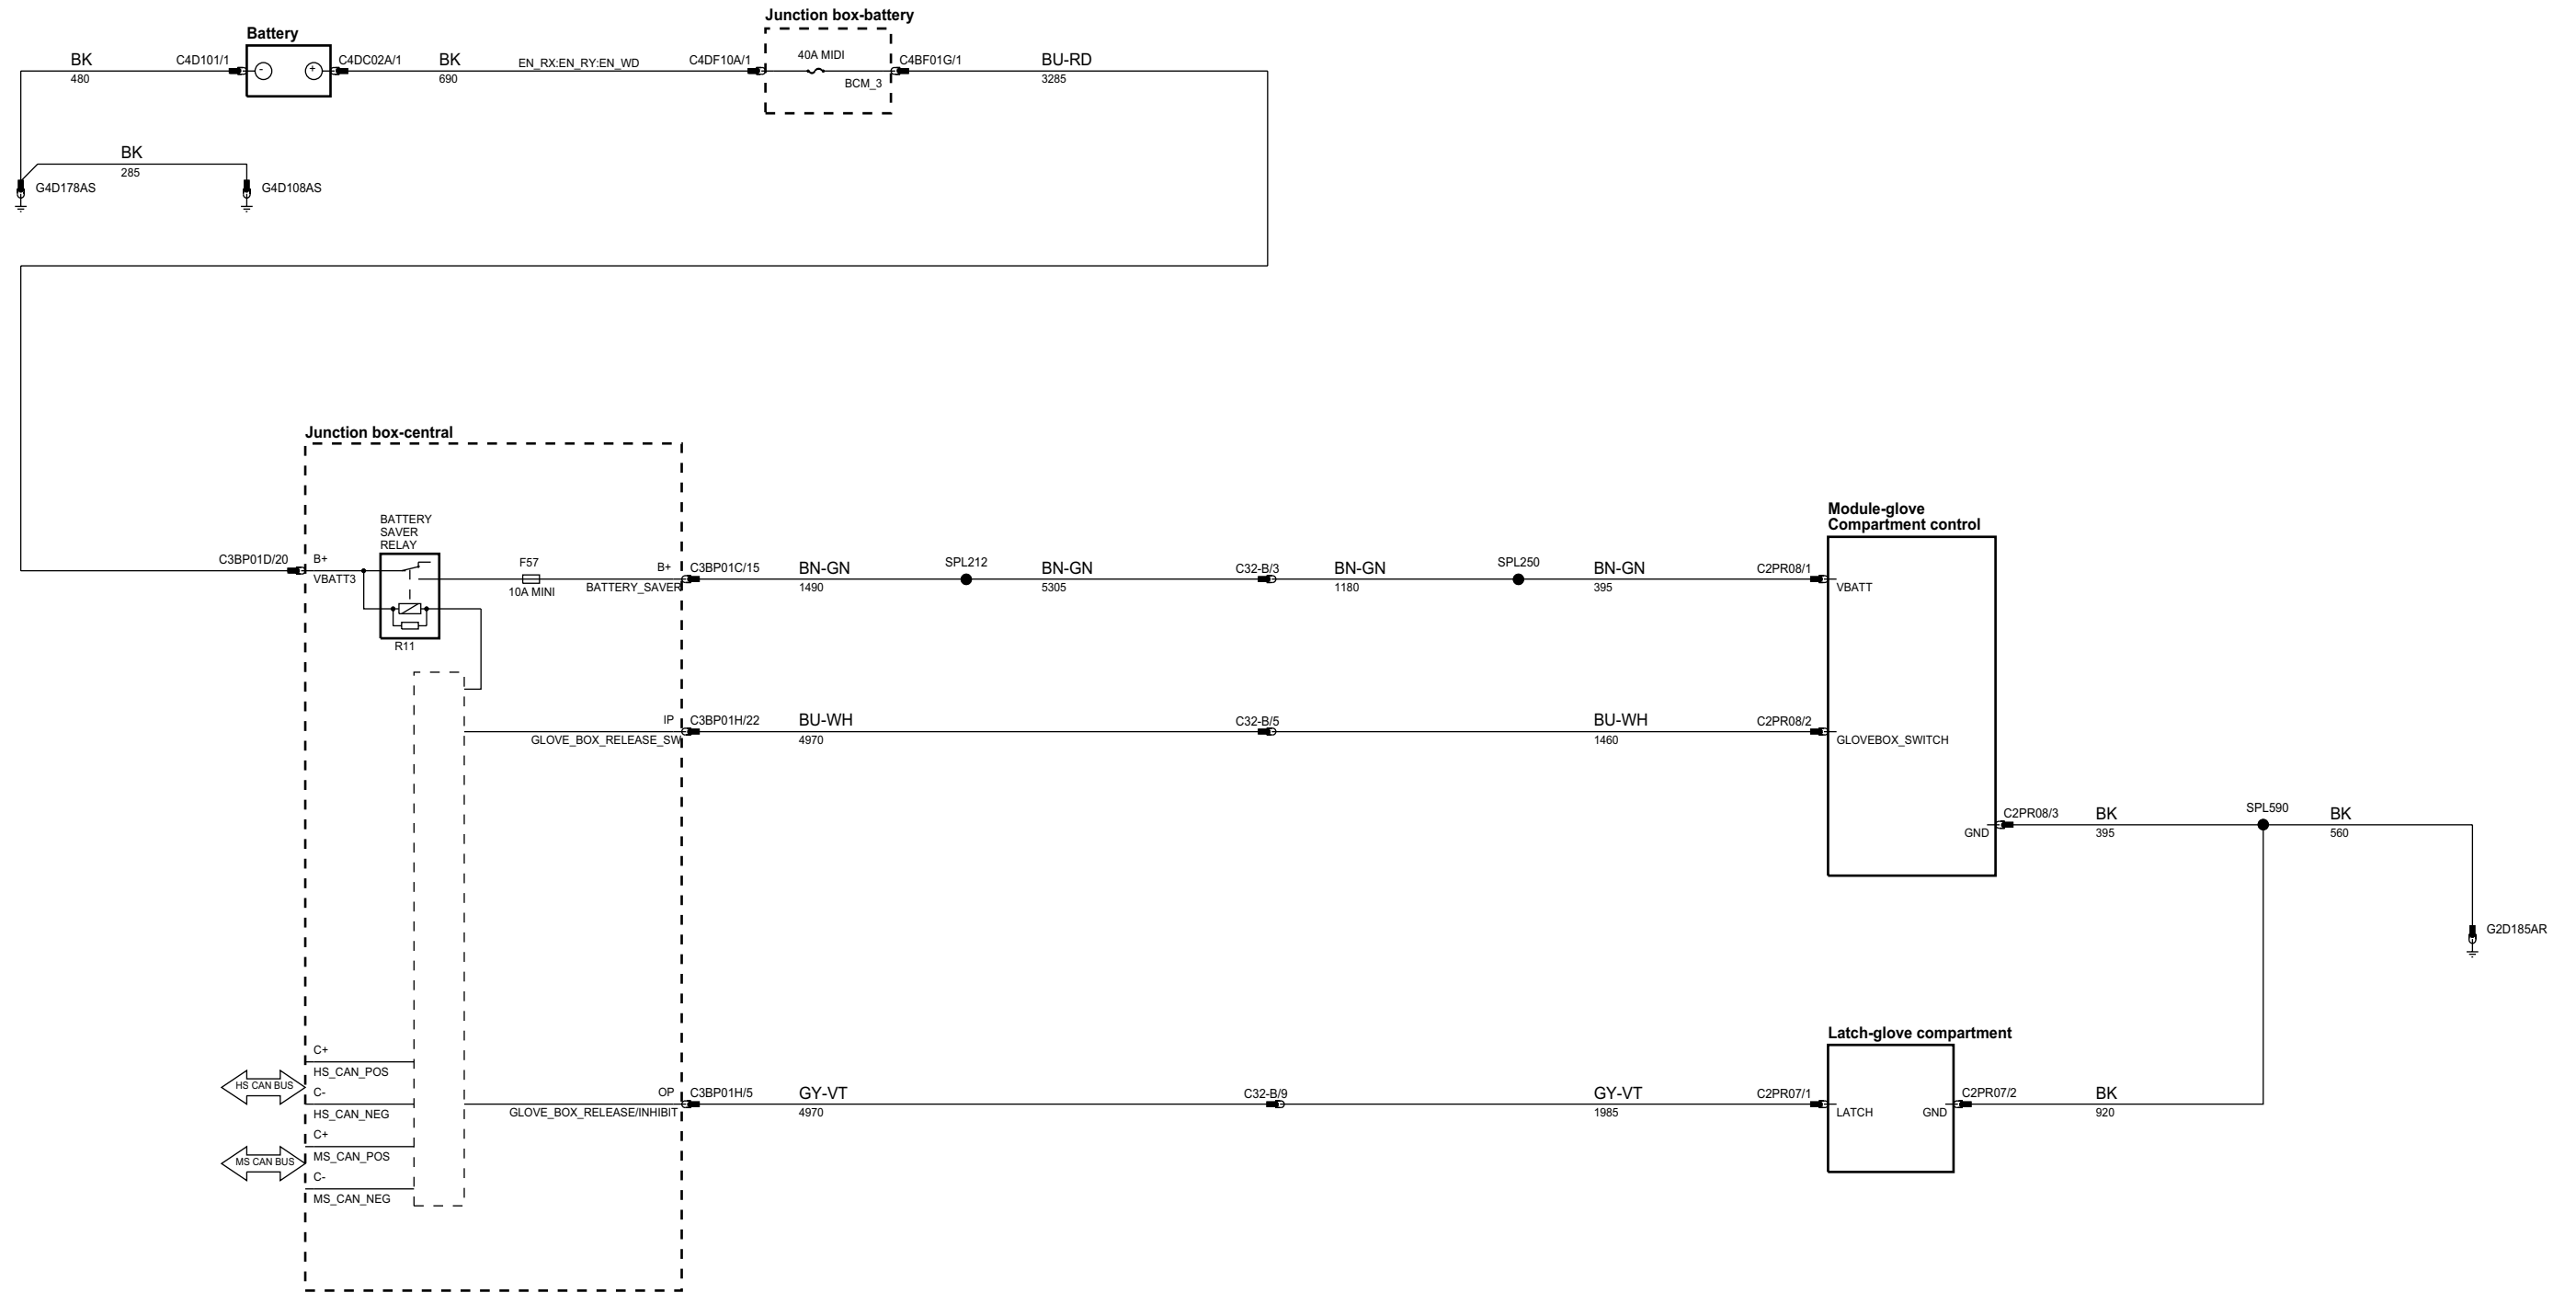 Junction box-battery
Battery
BK
480
C4D101/1
-
+
C4DC02A/1
BK
690
EN_RX:EN_RY:EN_WD
C4DF10A/1
40A MIDI
BCM_3
C4BF01G/1
BU-RD
3285
BK
285
G4D178AS
G4D108AS
Junction box-central
BATTERY
SAVER
RELAY
C3BP01D/20
B+
VBATT3
R11
F57
10A MINI
B+
BATTERY_SAVER
C3BP01C/15
BN-GN
1490
SPL212
BN-GN
5305
C32-B/3
BN-GN
1180
SPL250
BN-GN
395
C2PR08/1
Module-glove
Compartment control
VBATT
IP
GLOVE_BOX_RELEASE_SW
C3BP01H/22
BU-WH
4970
C32-B/5
BU-WH
1460
C2PR08/2
GLOVEBOX_SWITCH
GND
C2PR08/3
BK
395
SPL590
BK
560
G2D185AR
Latch-glove compartment
C+
HS_CAN_POS
HS CAN BUS
C-
HS_CAN_NEG
C+
MS_CAN_POS
MS CAN BUS
C-
MS_CAN_NEG
OP
GLOVE_BOX_RELEASE/INHIBIT
C3BP01H/5
GY-VT
4970
C32-B/9
GY-VT
1985
C2PR07/1
LATCH
GND
C2PR07/2
BK
920